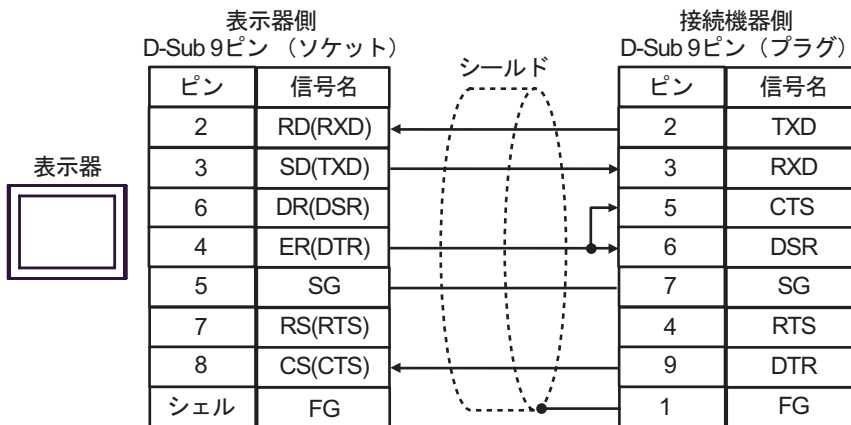 表示器側
D-Sub 9ピン （ソケット）
接続機器側
D-Sub 9ピン（プラグ）
シールド
表示器
ピン 信号名 ピン 信号名
2 RD(RXD) 2 TXD
3 SD(TXD) 3 RXD
6 DR(DSR) 5 CTS
4 ER(DTR) 6 DSR
5 SG 7 SG
7 RS(RTS) 4 RTS
8 CS(CTS) 9 DTR
シェル FG 1 FG